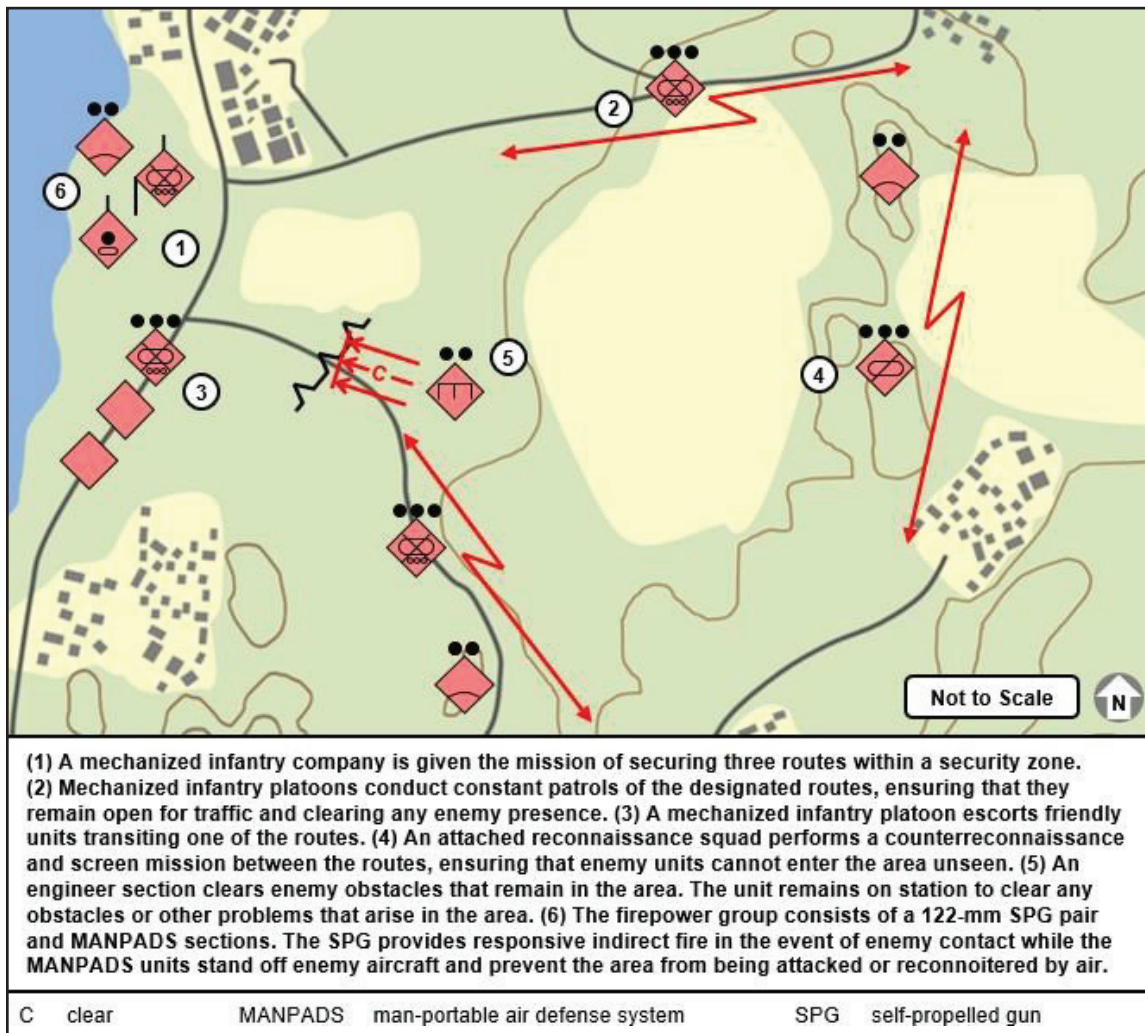 2
6
1
5
3
4
C
Not to Scale
N
(1) A mechanized infantry company is given the mission of securing three routes within a security zone.
(2) Mechanized infantry platoons conduct constant patrols of the designated routes, ensuring that they
remain open for traffic and clearing any enemy presence. (3) A mechanized infantry platoon escorts friendly
units transiting one of the routes. (4) An attached reconnaissance squad performs a counterreconnaissance
and screen mission between the routes, ensuring that enemy units cannot enter the area unseen. (5) An
engineer section clears enemy obstacles that remain in the area. The unit remains on station to clear any
obstacles or other problems that arise in the area. (6) The firepower group consists of a 122-mm SPG pair
and MANPADS sections. The SPG provides responsive indirect fire in the event of enemy contact while the
MANPADS units stand off enemy aircraft and prevent the area from being attacked or reconnoitered by air.
C clear MANPADS man-portable air defense system SPG self-propelled gun